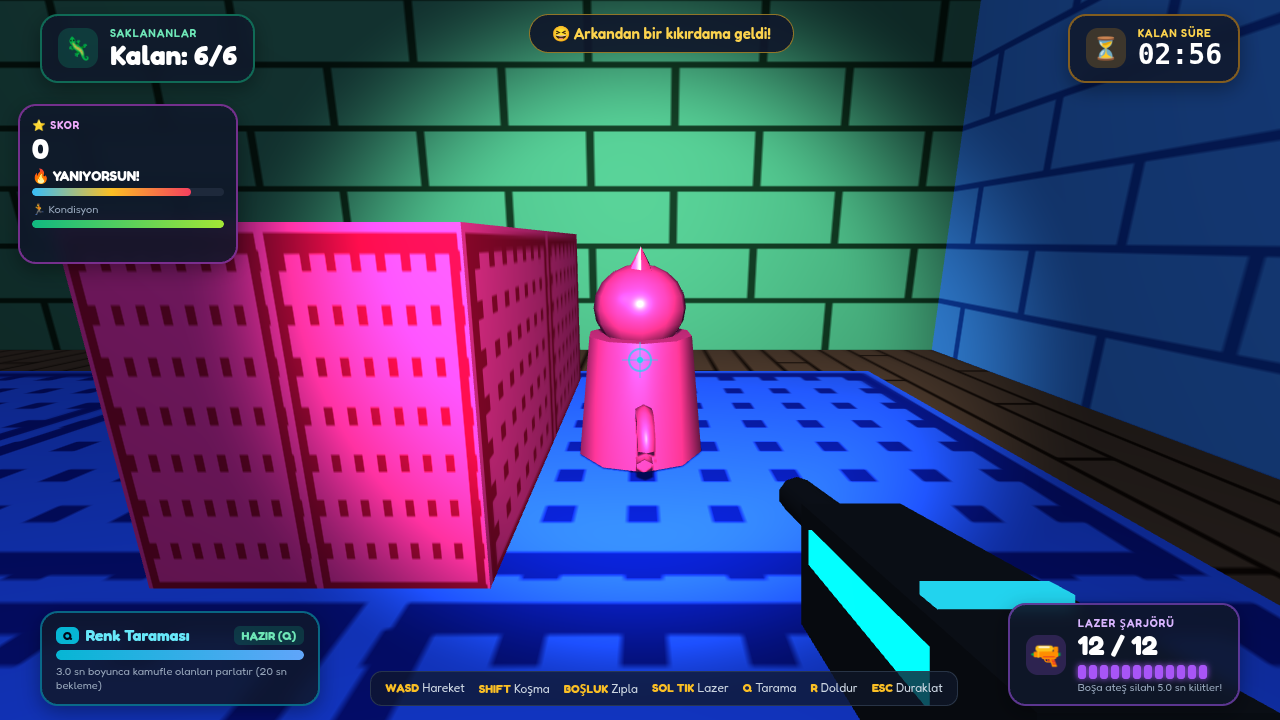 SAKLANANLAR
Kalan: 6/6
😆 Arkandan bir kıkırdama geldi!
KALAN SÜRE
02:56
⭐ SKOR
0
🔥 YANIYORSUN!
🏃 Kondisyon
Q Renk Taraması HAZIR (Q)
3.0 sn boyunca kamufle olanları parlatır (20 sn
bekleme)
WASD Hareket SHIFT Koşma BOŞLUK Zıpla SOL TIK Lazer Q Tarama R Doldur ESC Duraklat
LAZER ŞARJÖRÜ
12 / 12
Boşa ateş silahı 5.0 sn kilitler!